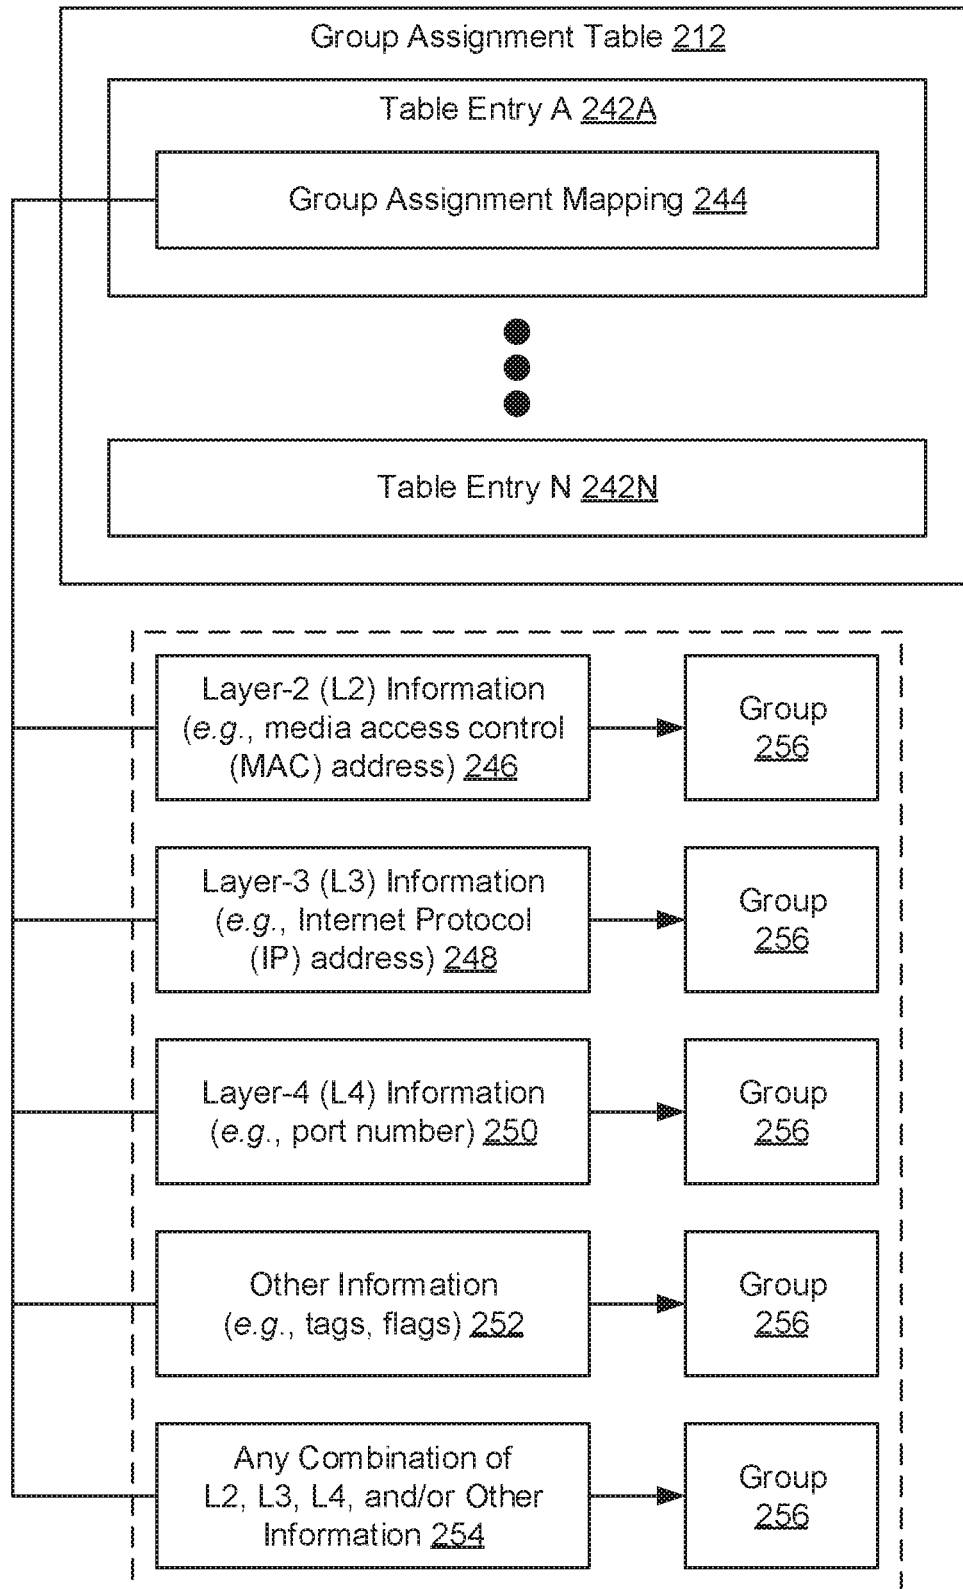 Group Assignment Table 212
Table Entry A 242A
Group Assignment Mapping 244
Table Entry N 242N
Layer-2 (L2) Information
(e.g., media access control
(MAC) address) 246
Group
256
Layer-3 (L3) Information
(e.g., Internet Protocol
(IP) address) 248
Group
256
Layer-4 (L4) Information
(e.g., port number) 250
Group
256
Other Information
(e.g., tags, flags) 252
Group
256
Any Combination of
L2, L3, L4, and/or Other
Information 254
Group
256